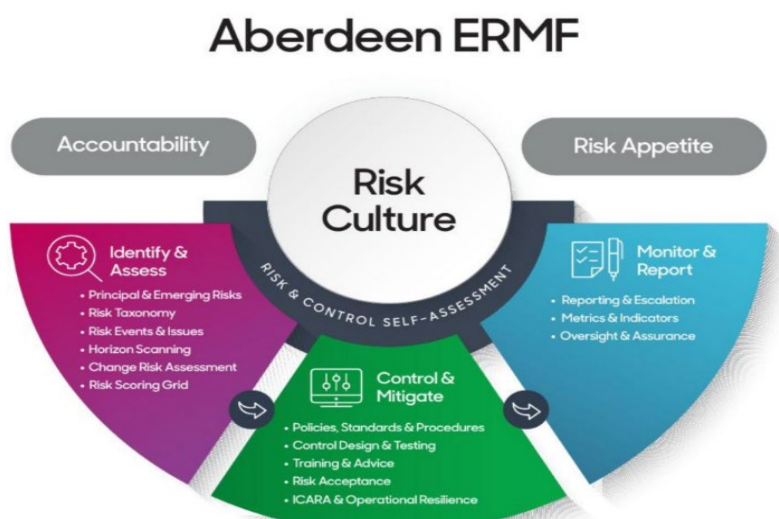 Aberdeen ERMF
Accountability
Risk
Culture
Risk Appetite
RISK & CONTROL SELF-ASSESSMENT
Identify &
Assess
• Principal & Emerging Risks
• Risk Taxonomy
• Risk Events & Issues
• Horizon Scanning
• Change Risk Assessment
• Risk Scoring Grid
Control &
Mitigate
• Policies, Standards & Procedures
• Control Design & Testing
• Training & Advice
• Risk Acceptance
• ICARA & Operational Resilience
Monitor &
Report
• Reporting & Escalation
• Metrics & Indicators
• Oversight & Assurance